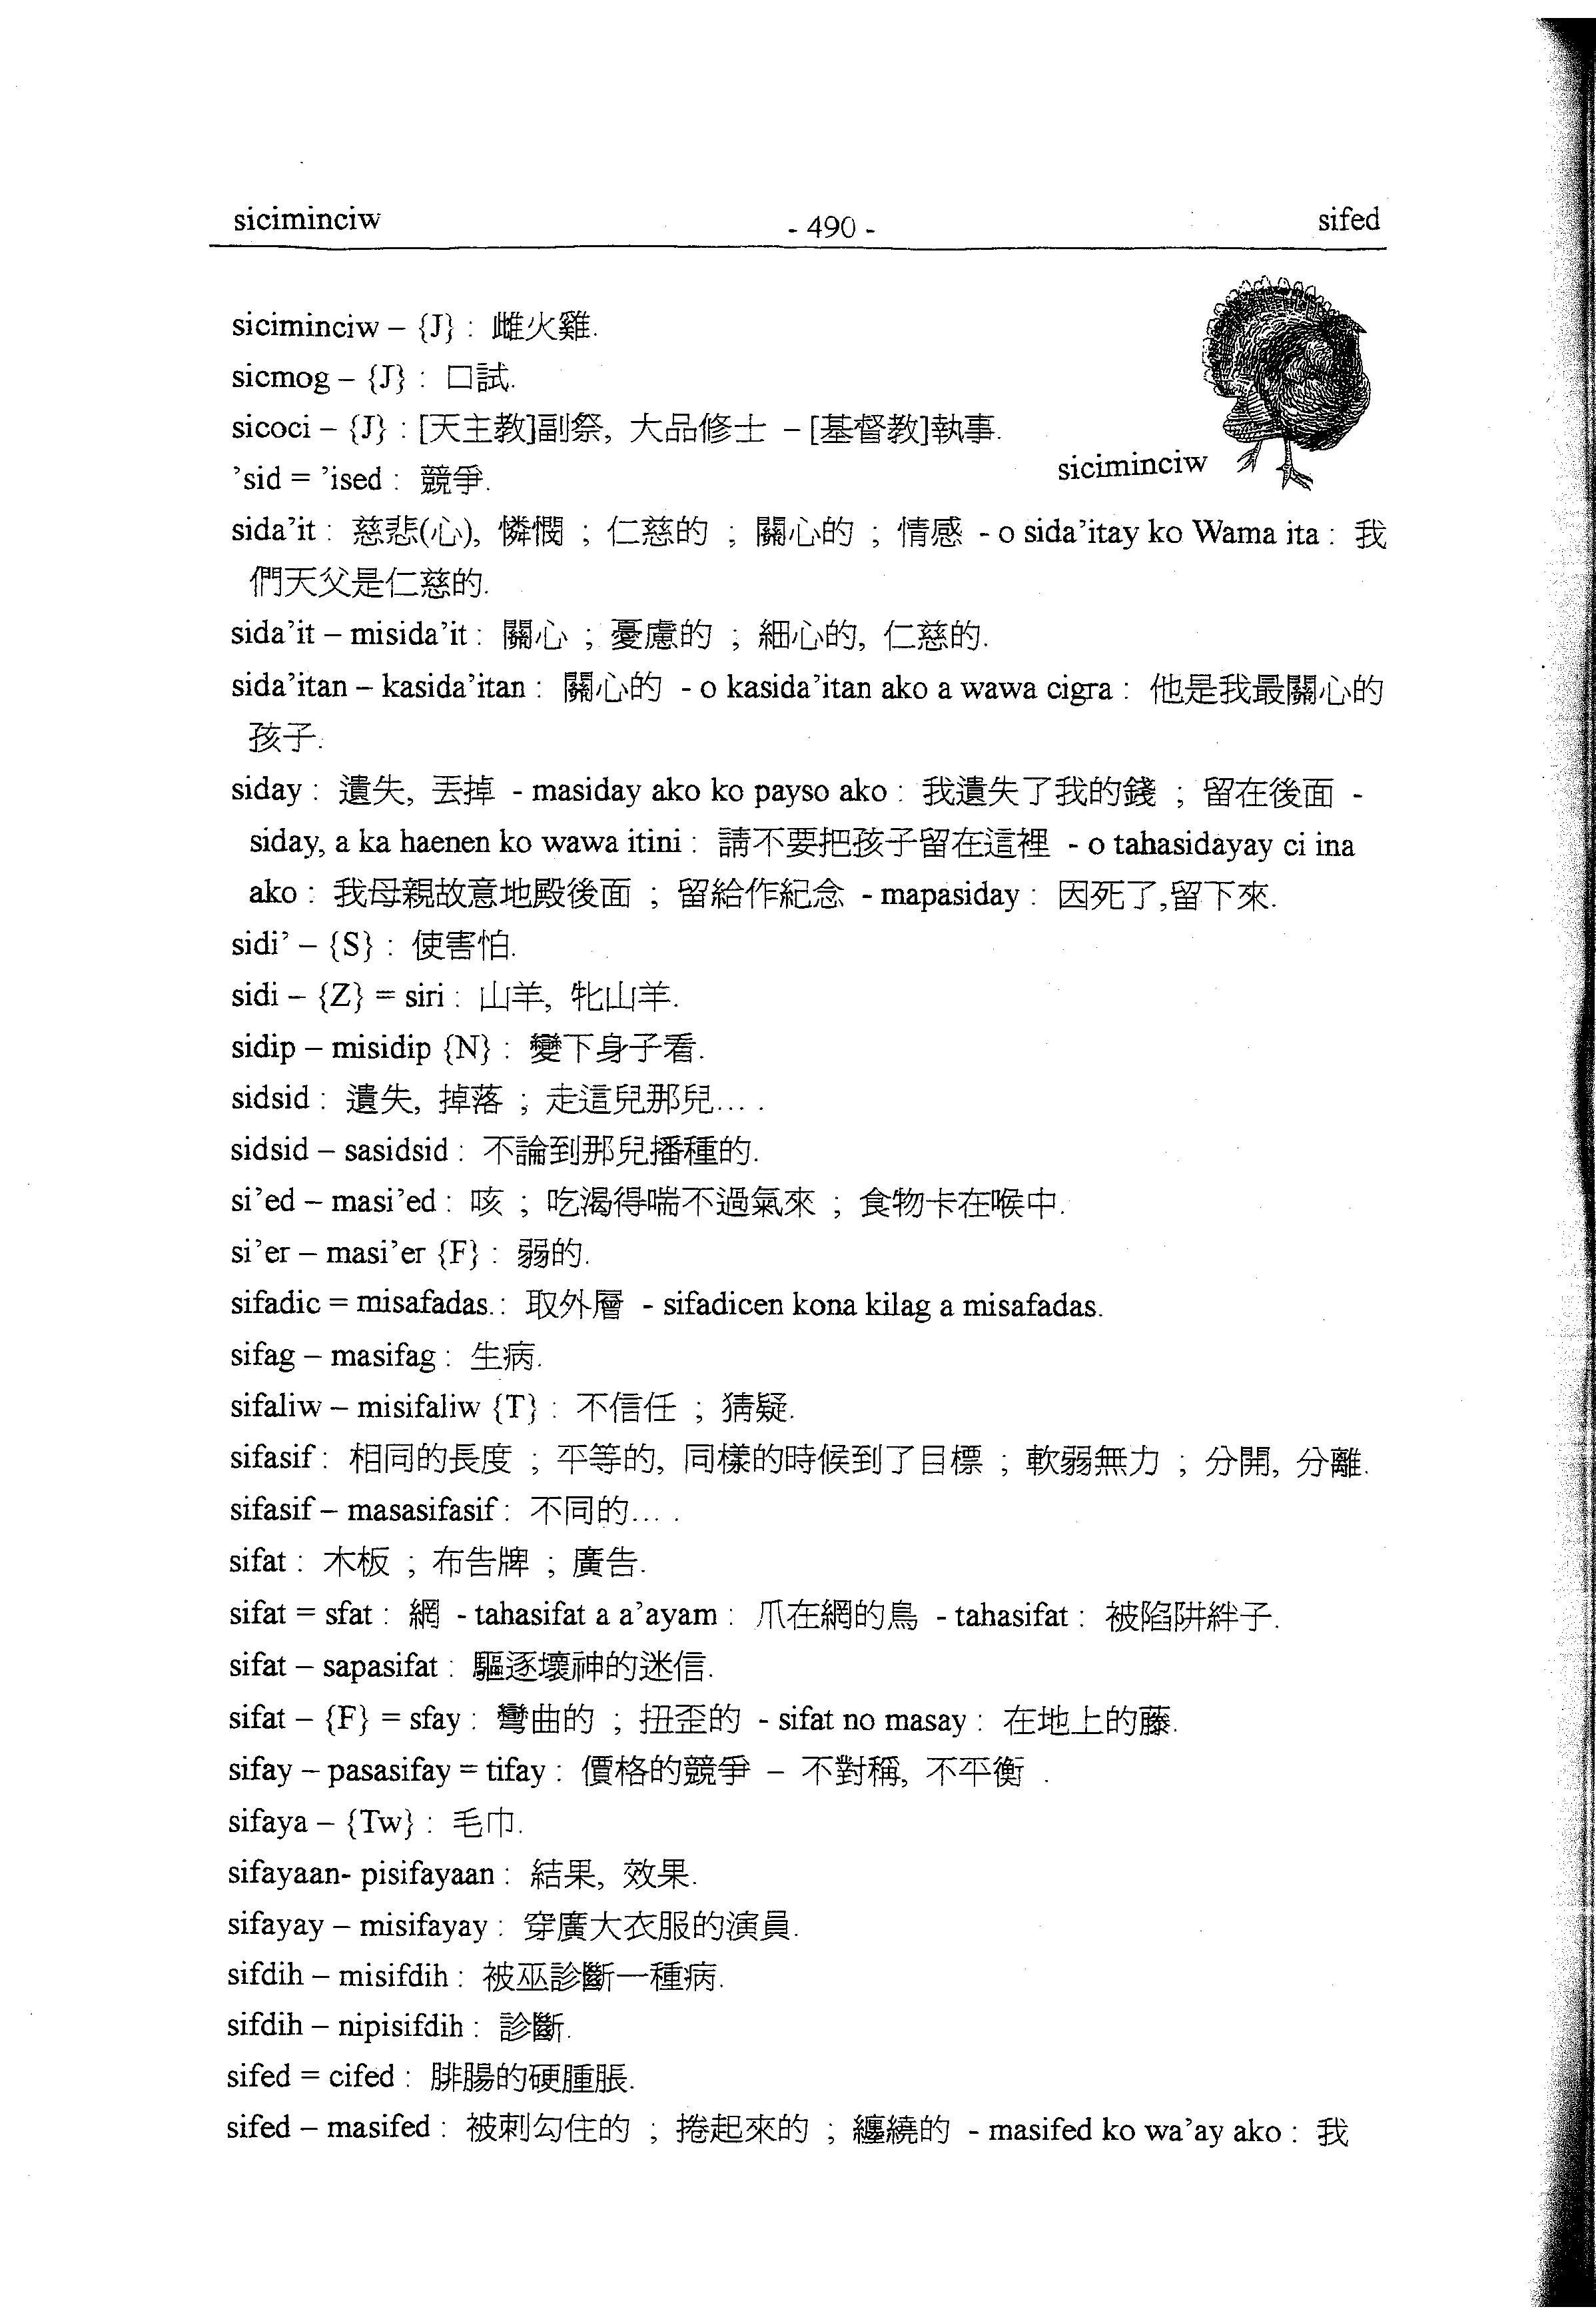 siciminciw - 490 - sifed
siciminciw – {J} : 雌火雞.
sicmog – {J} : 口試.
sicoci – {J} : [天主教]副祭, 大品修士 – [基督教]執事.
siciminciw
’sid = ’ised : 競爭.
sida’it : 慈悲(心), 憐憫 ; 仁慈的 ; 關心的 ; 情感 - o sida’itay ko Wama ita : 我
們天父是仁慈的.
sida’it – misida’it : 關心 ; 憂慮的 ; 細心的, 仁慈的.
sida’itan – kasida’itan : 關心的 - o kasida’itan ako a wawa cigra : 他是我最關心的
孩子.
siday : 遺失, 丟掉 - masiday ako ko payso ako : 我遺失了我的錢 ; 留在後面 -
siday, a ka haenen ko wawa itini : 請不要把孩子留在這裡 - o tahasidayay ci ina
ako : 我母親故意地殿後面 ; 留給作紀念 - mapasiday : 因死了,留下來.
sidi’ – {S} : 使害怕.
sidi – {Z} = siri : 山羊, 牝山羊.
sidip – misidip {N} : 變下身子看.
sidsid : 遺失, 掉落 ; 走這兒那兒... .
sidsid – sasidsid : 不論到那兒播種的.
si’ed – masi’ed : 咳 ; 吃渴得喘不過氣來 ; 食物卡在喉中.
si’er – masi’er {F} : 弱的.
sifadic = misafadas. : 取外層 - sifadicen kona kilag a misafadas.
sifag – masifag : 生病.
sifaliw – misifaliw {T} : 不信任 ; 猜疑.
sifasif : 相同的長度 ; 平等的, 同樣的時候到了目標 ; 軟弱無力 ; 分開, 分離.
sifasif – masasifasif : 不同的... .
sifat : 木板 ; 布告牌 ; 廣告.
sifat = sfat : 網 - tahasifat a a’ayam : 爪在網的鳥 - tahasifat : 被陷阱絆子.
sifat – sapasifat : 驅逐壞神的迷信.
sifat – {F} = sfay : 彎曲的 ; 扭歪的 - sifat no masay : 在地上的藤.
sifay – pasasifay = tifay : 價格的競爭 – 不對稱, 不平衡 .
sifaya – {Tw} : 毛巾.
sifayaan- pisifayaan : 結果, 效果.
sifayay – misifayay : 穿廣大衣服的演員.
sifdih – misifdih : 被巫診斷一種病.
sifdih – nipisifdih : 診斷.
sifed = cifed : 腓腸的硬腫脹.
sifed – masifed : 被刺勾住的 ; 捲起來的 ; 纏繞的 - masifed ko wa’ay ako : 我